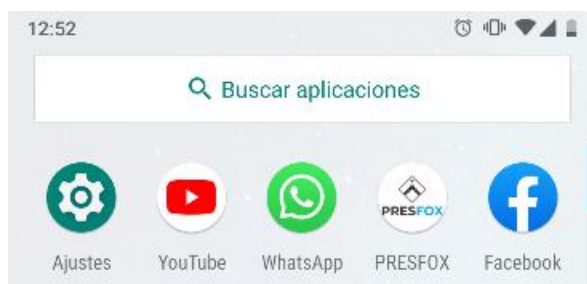 12:52
Buscar aplicaciones
PRESFOX
Ajustes YouTube WhatsApp PRESFOX Facebook